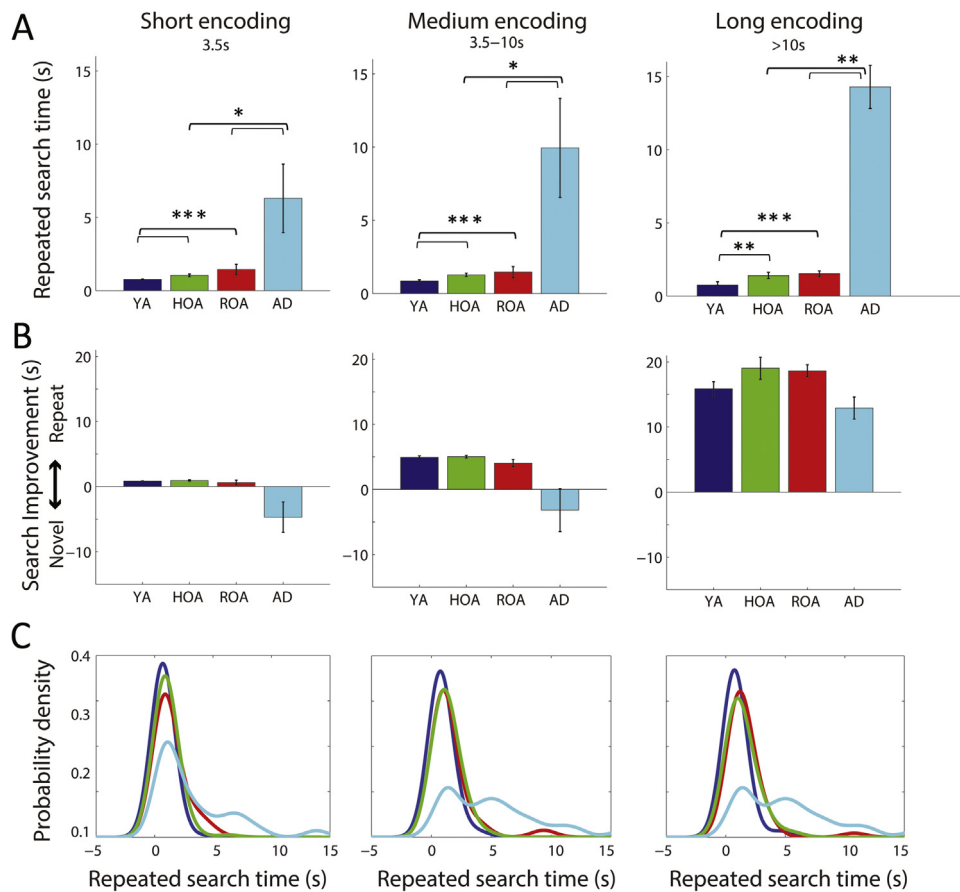 A
Short encoding
3.5s
Medium encoding
3.5–10s
Long encoding
>10s
Repeated search time (s)
15
10
5
0
*
***
YA HOA ROA AD
15
10
5
0
*
***
YA HOA ROA AD
15
10
5
0
**
***
**
YA HOA ROA AD
B
Search Improvement (s)
Novel Repeat
20
10
0
−10
YA HOA ROA AD
20
10
0
−10
YA HOA ROA AD
20
10
0
−10
YA HOA ROA AD
C
Probability density
0.4
0.3
0.2
0.1
−5 0 5 10 15
Repeated search time (s)
−5 0 5 10 15
Repeated search time (s)
−5 0 5 10 15
Repeated search time (s)